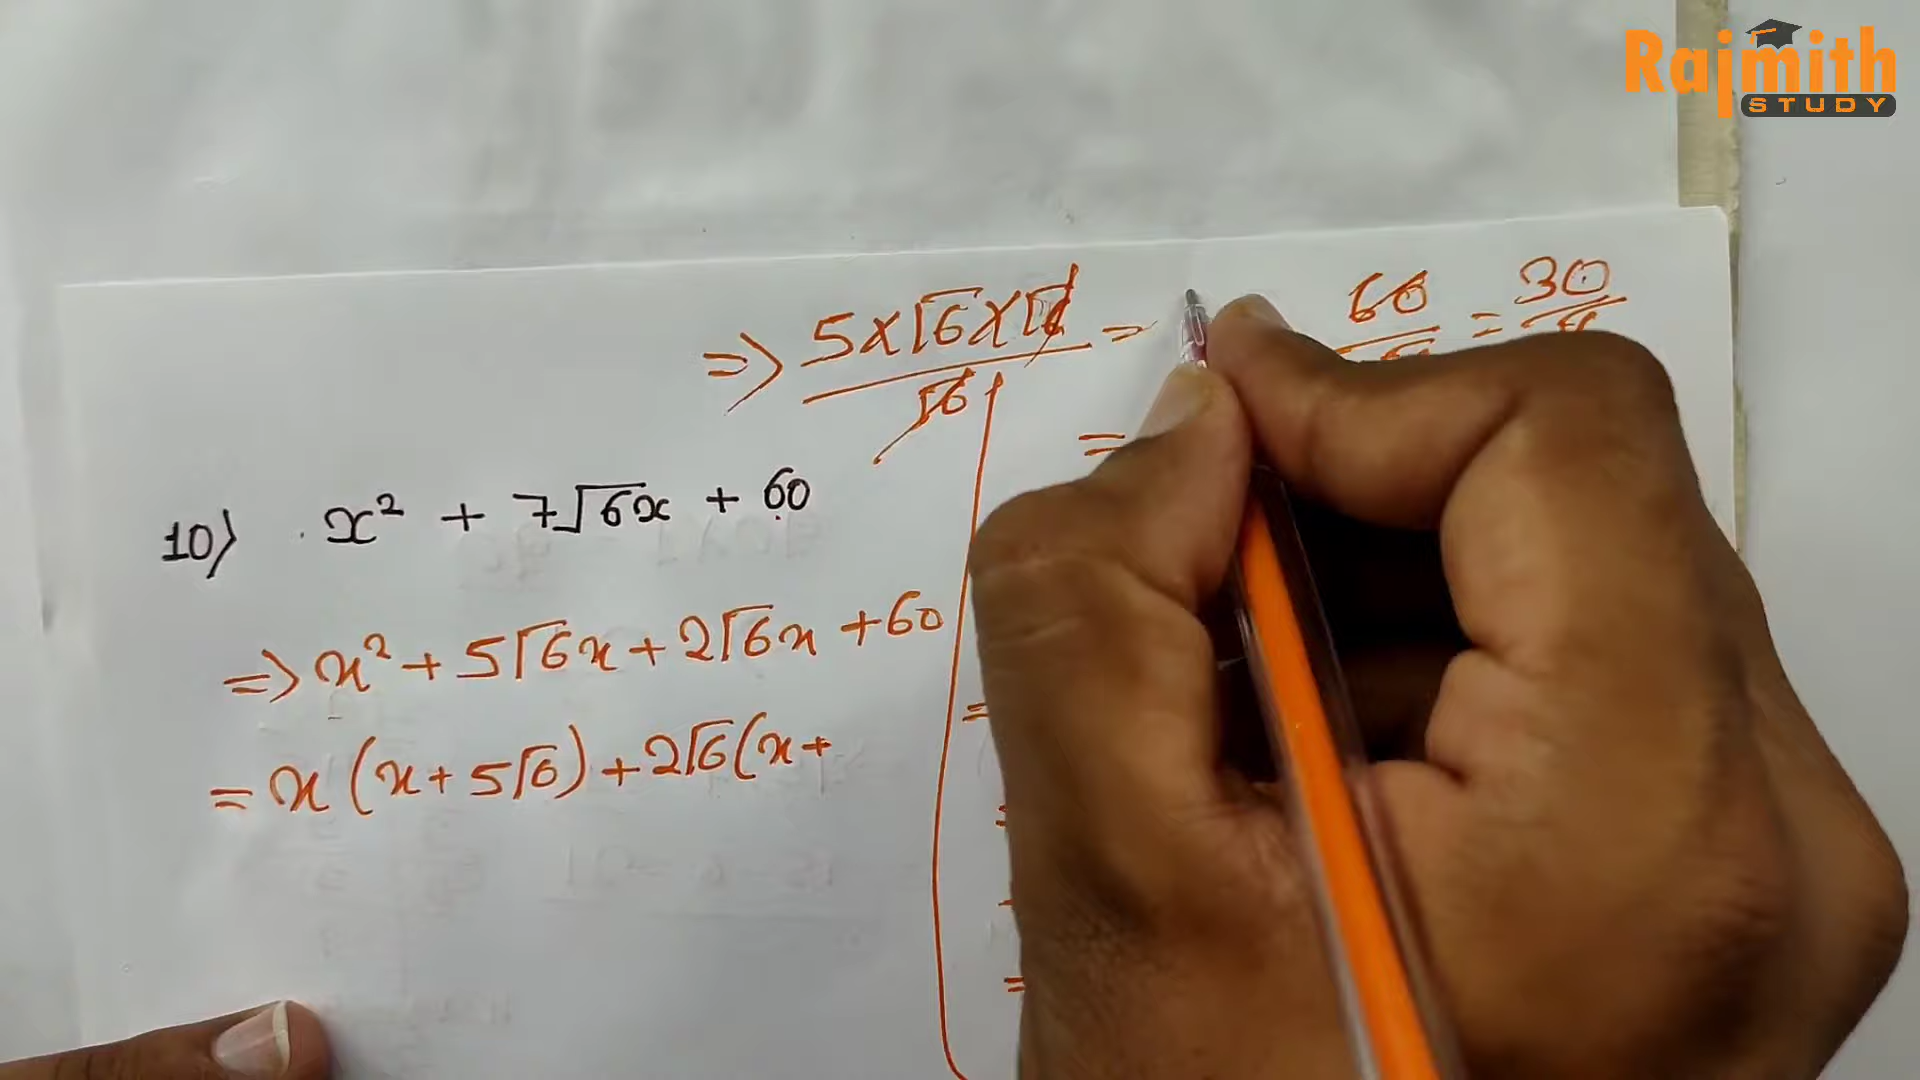 Rajmith
STUDY
=> 5×√6×√6 / √6 =
60 = 30
=
10) x² + 7√6x + 60
=> x² + 5√6x + 2√6x + 60
= x(x + 5√6) + 2√6(x +